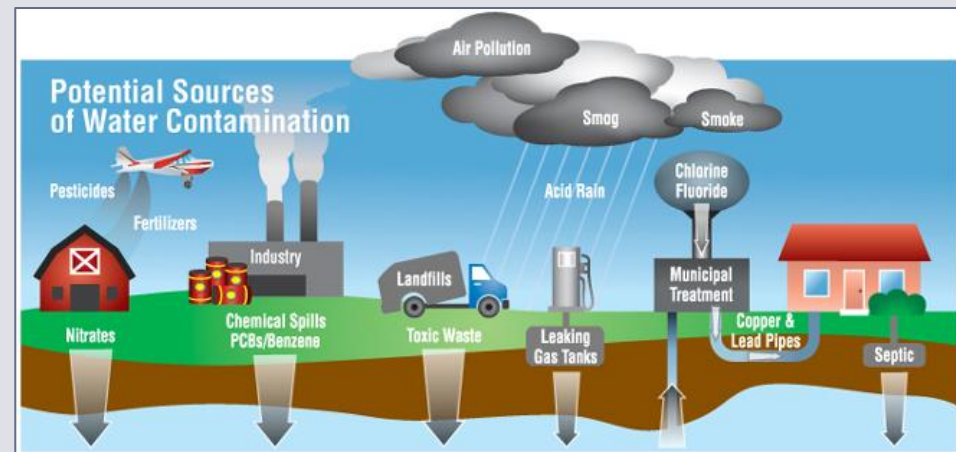 Air Pollution
Potential Sources
of Water Contamination
Smog
Smoke
Pesticides
Fertilizers
Acid Rain
Chlorine
Fluoride
Industry
Landfills
Municipal
Treatment
Nitrates
Chemical Spills
PCBs/Benzene
Toxic Waste
Leaking
Gas Tanks
Copper &
Lead Pipes
Septic